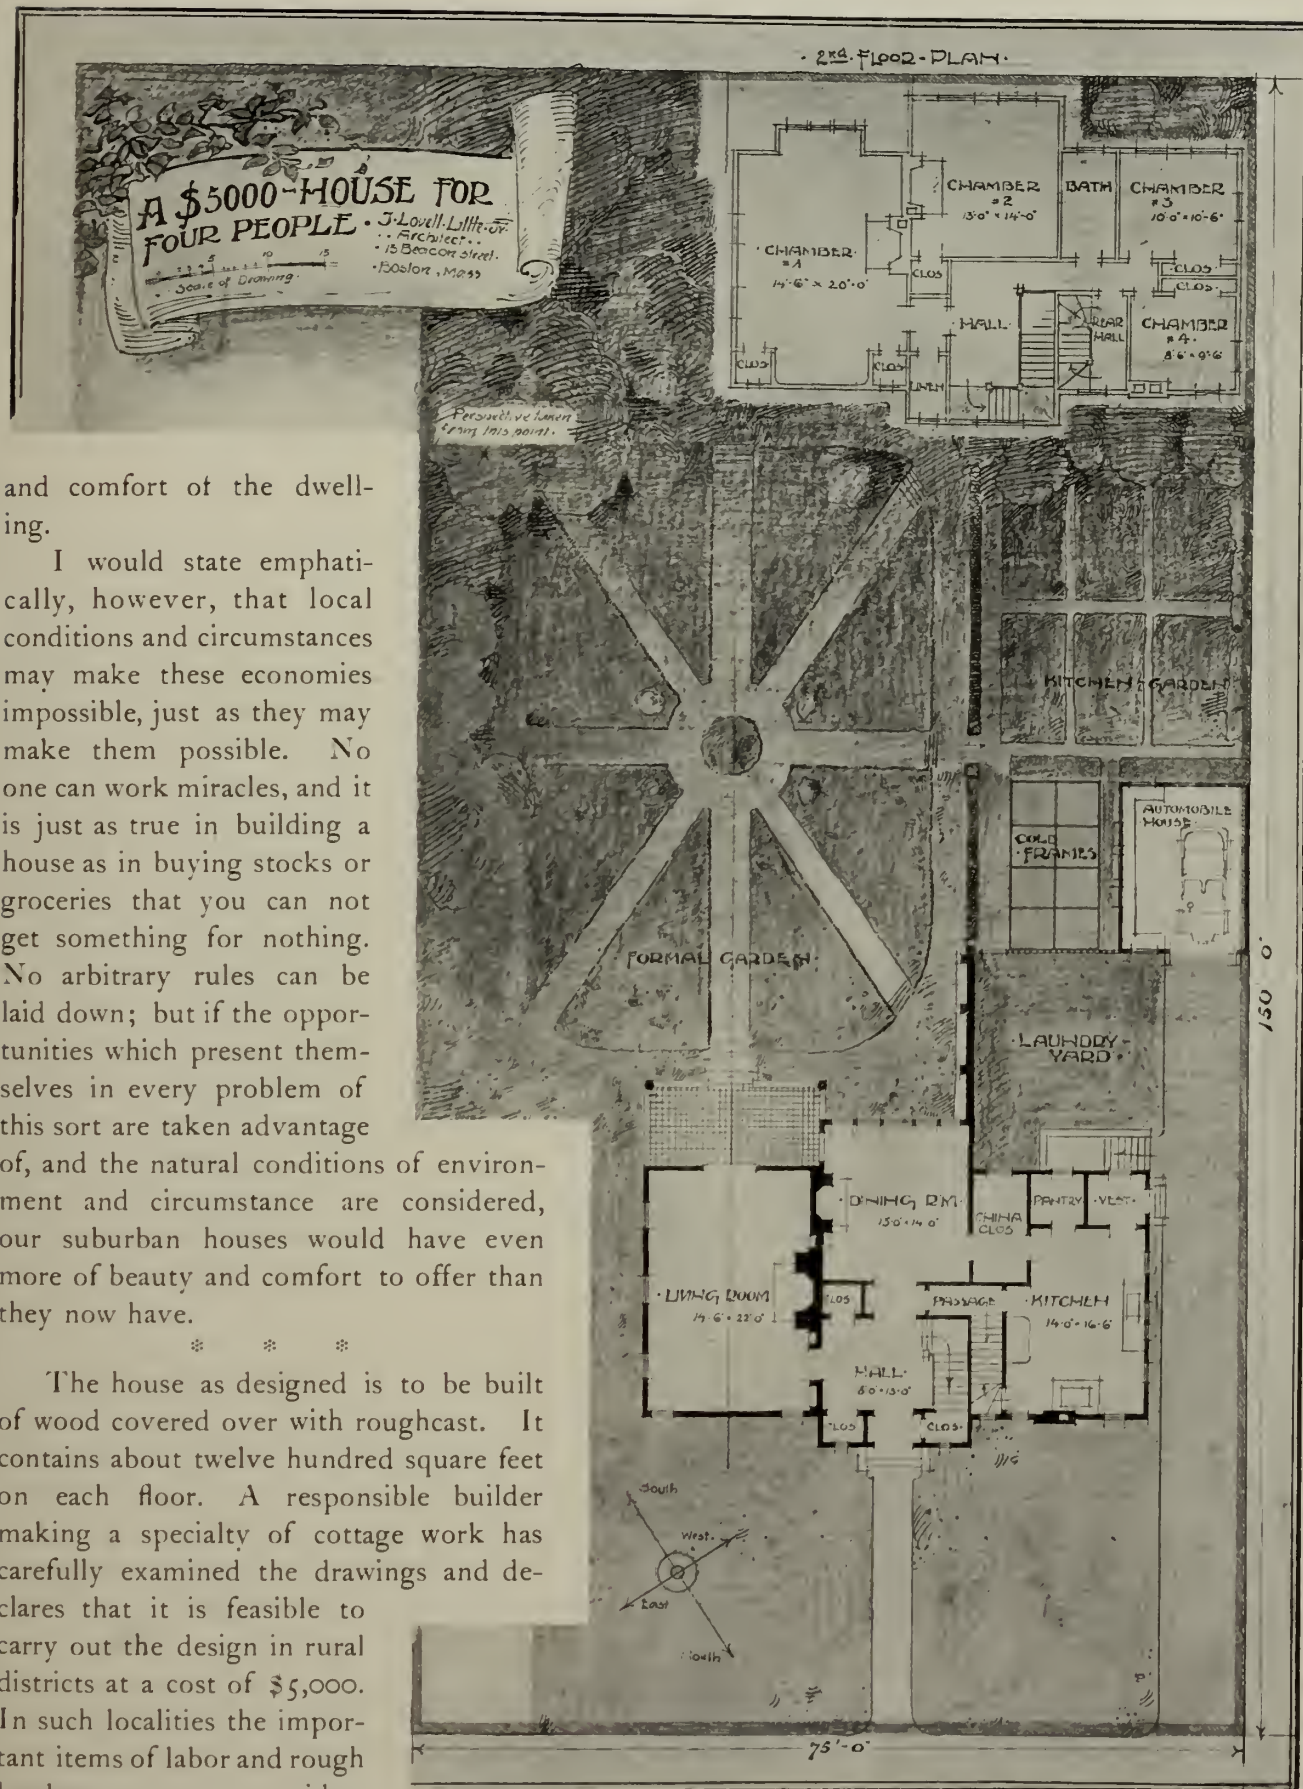 · 2nd · FLOOR - PLAN ·
A $5000-HOUSE FOR
FOUR PEOPLE · J. Lovell Little Jr.
· Architect ·
· 15 Beacon Street ·
· Boston, Mass
5 10 15
· Scale of Drawing ·
CHAMBER
#2
13'-0" × 14'-0"
BATH
CHAMBER
#3
10'-0" × 10'-6"
· CHAMBER ·
14'-6" × 20'-0"
CLOS
· CLOS ·
CLOS ·
· HALL ·
REAR
HALL
CHAMBER
#4 ·
8'-6" × 9'-6"
CLOS
CLOS
LINEN
Perspective taken
from this point ·
and comfort of the dwell-
ing.
I would state emphati-
cally, however, that local
conditions and circumstances
may make these economies
impossible, just as they may
make them possible. No
one can work miracles, and it
is just as true in building a
house as in buying stocks or
groceries that you can not
get something for nothing.
No arbitrary rules can be
laid down; but if the oppor-
tunities which present them-
selves in every problem of
this sort are taken advantage
of, and the natural conditions of environ-
ment and circumstance are considered,
our suburban houses would have even
more of beauty and comfort to offer than
they now have.
* * *
The house as designed is to be built
of wood covered over with roughcast. It
contains about twelve hundred square feet
on each floor. A responsible builder
making a specialty of cottage work has
carefully examined the drawings and de-
clares that it is feasible to
carry out the design in rural
districts at a cost of $5,000.
In such localities the impor-
tant items of labor and rough
KITCHEN - GARDEN
AUTOMOBILE
HOUSE ·
COLD
· FRAMES
· FORMAL GARDEN ·
150' 0"
· LAUNDRY -
YARD ·
· DINING RM ·
13'-0" × 14'-0"
CHINA
CLOS
PANTRY
· VEST ·
· LIVING ROOM
14'-6" × 22'-0"
CLOS
PASSAGE
· KITCHEN
14'-0" × 16'-6"
· HALL ·
8'-0" × 13'-0"
CLOS
CLOS ·
South
West
East
North
75'-0"